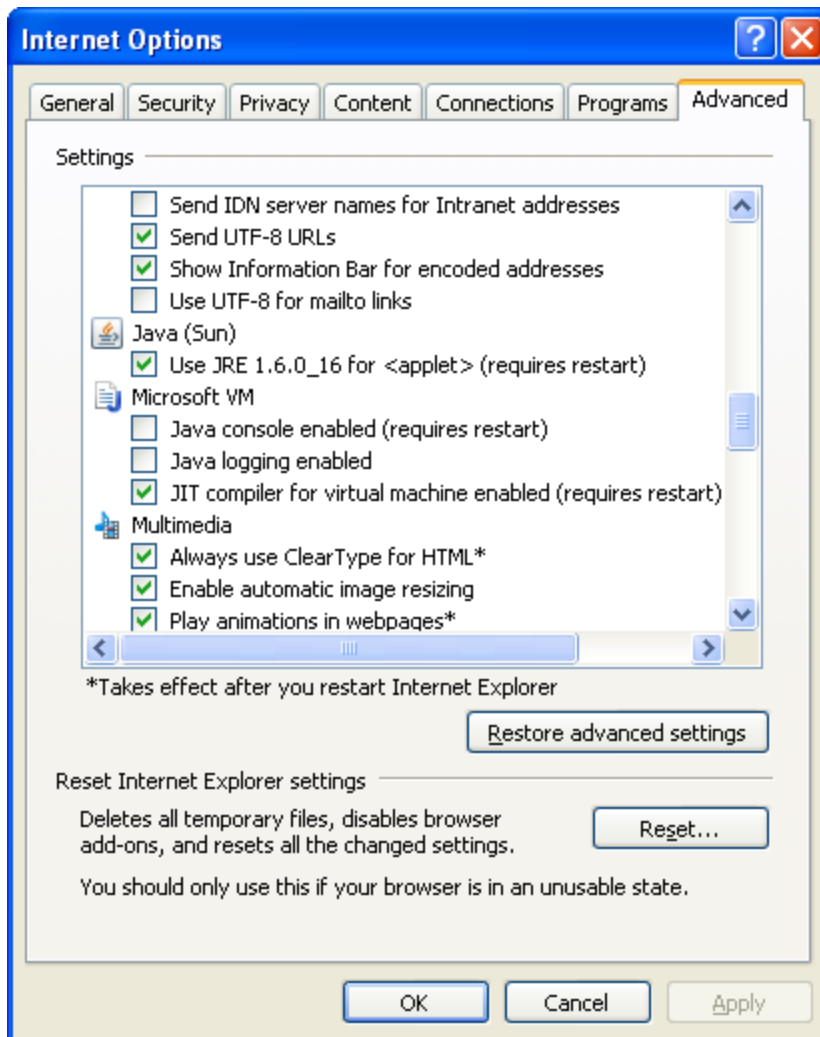 Internet Options
General Security Privacy Content Connections Programs Advanced
Settings
Send IDN server names for Intranet addresses
Send UTF-8 URLs
Show Information Bar for encoded addresses
Use UTF-8 for mailto links
Java (Sun)
Use JRE 1.6.0_16 for <applet> (requires restart)
Microsoft VM
Java console enabled (requires restart)
Java logging enabled
JIT compiler for virtual machine enabled (requires restart)
Multimedia
Always use ClearType for HTML*
Enable automatic image resizing
Play animations in webpages*
*Takes effect after you restart Internet Explorer
Restore advanced settings
Reset Internet Explorer settings
Deletes all temporary files, disables browser
add-ons, and resets all the changed settings.
Reset...
You should only use this if your browser is in an unusable state.
OK Cancel Apply